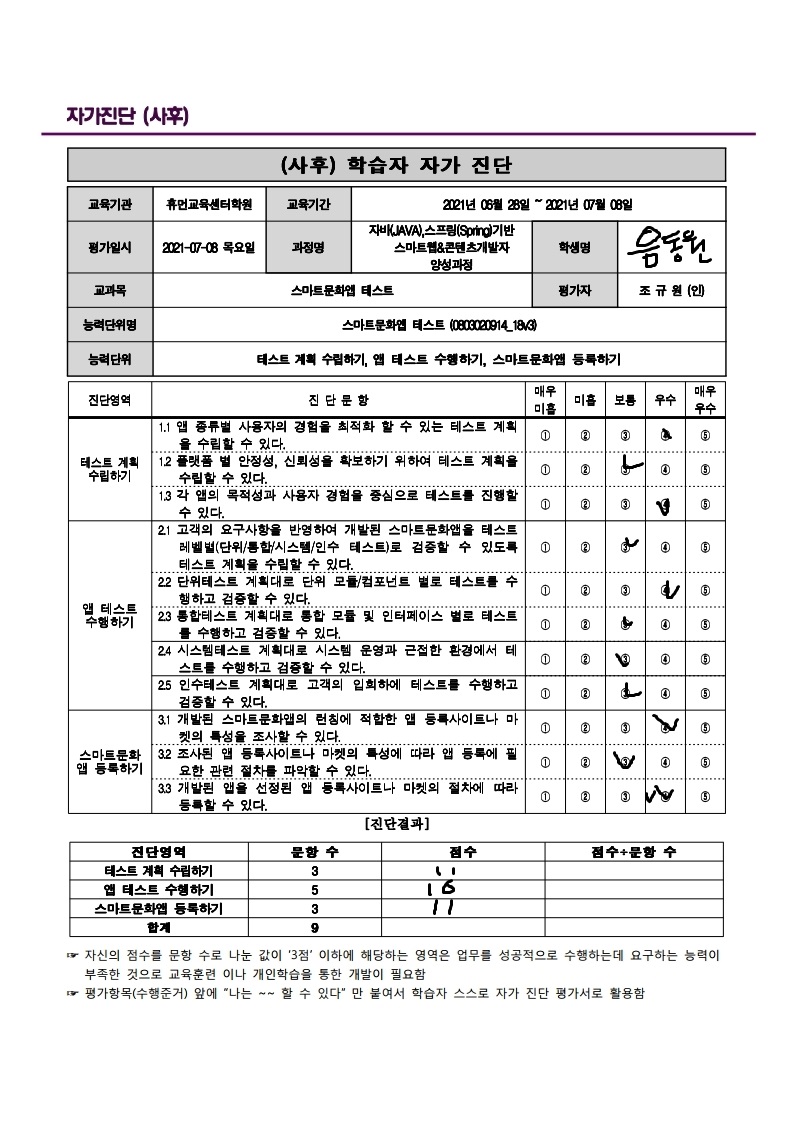 자가진단 (사후)
(사후) 학습자 자가 진단
교육기관 휴먼교육센터학원 교육기간 2021년 06월 28일 ~ 2021년 07월 08일
평가일시 2021-07-08 목요일 과정명 자바(JAVA),스프링(Spring)기반
스마트웹&콘텐츠개발자
양성과정 학생명 음동원
교과목 스마트문화앱 테스트 평가자 조 규 원 (인)
능력단위명 스마트문화앱 테스트 (0803020914_18v3)
능력단위 테스트 계획 수립하기, 앱 테스트 수행하기, 스마트문화앱 등록하기
진단영역 진 단 문 항 매우 미흡 미흡 보통 우수 매우 우수
테스트 계획 수립하기
1.1 앱 종류별 사용자의 경험을 최적화 할 수 있는 테스트 계획
을 수립할 수 있다. ① ② ③ ④ ⑤
1.2 플랫폼 별 안정성, 신뢰성을 확보하기 위하여 테스트 계획을
수립할 수 있다. ① ② ③ ④ ⑤
1.3 각 앱의 목적성과 사용자 경험을 중심으로 테스트를 진행할
수 있다. ① ② ③ ④ ⑤
앱 테스트 수행하기
2.1 고객의 요구사항을 반영하여 개발된 스마트문화앱을 테스트
레벨별(단위/통합/시스템/인수 테스트)로 검증할 수 있도록
테스트 계획을 수립할 수 있다. ① ② ③ ④ ⑤
2.2 단위테스트 계획대로 단위 모듈/컴포넌트 별로 테스트를 수
행하고 검증할 수 있다. ① ② ③ ④ ⑤
2.3 통합테스트 계획대로 통합 모듈 및 인터페이스 별로 테스트
를 수행하고 검증할 수 있다. ① ② ③ ④ ⑤
2.4 시스템테스트 계획대로 시스템 운영과 근접한 환경에서 테
스트를 수행하고 검증할 수 있다. ① ② ③ ④ ⑤
2.5 인수테스트 계획대로 고객의 입회하에 테스트를 수행하고
검증할 수 있다. ① ② ③ ④ ⑤
스마트문화 앱 등록하기
3.1 개발된 스마트문화앱의 런칭에 적합한 앱 등록사이트나 마
켓의 특성을 조사할 수 있다. ① ② ③ ④ ⑤
3.2 조사된 앱 등록사이트나 마켓의 특성에 따라 앱 등록에 필
요한 관련 절차를 파악할 수 있다. ① ② ③ ④ ⑤
3.3 개발된 앱을 선정된 앱 등록사이트나 마켓의 절차에 따라
등록할 수 있다. ① ② ③ ④ ⑤
[진단결과]
진단영역 문항 수 점수 점수÷문항 수
테스트 계획 수립하기 3 11
앱 테스트 수행하기 5 16
스마트문화앱 등록하기 3 11
합계 9
☞ 자신의 점수를 문항 수로 나눈 값이 '3점' 이하에 해당하는 영역은 업무를 성공적으로 수행하는데 요구하는 능력이
부족한 것으로 교육훈련 이나 개인학습을 통한 개발이 필요함
☞ 평가항목(수행준거) 앞에 "나는 ~~ 할 수 있다" 만 붙여서 학습자 스스로 자가 진단 평가서로 활용함